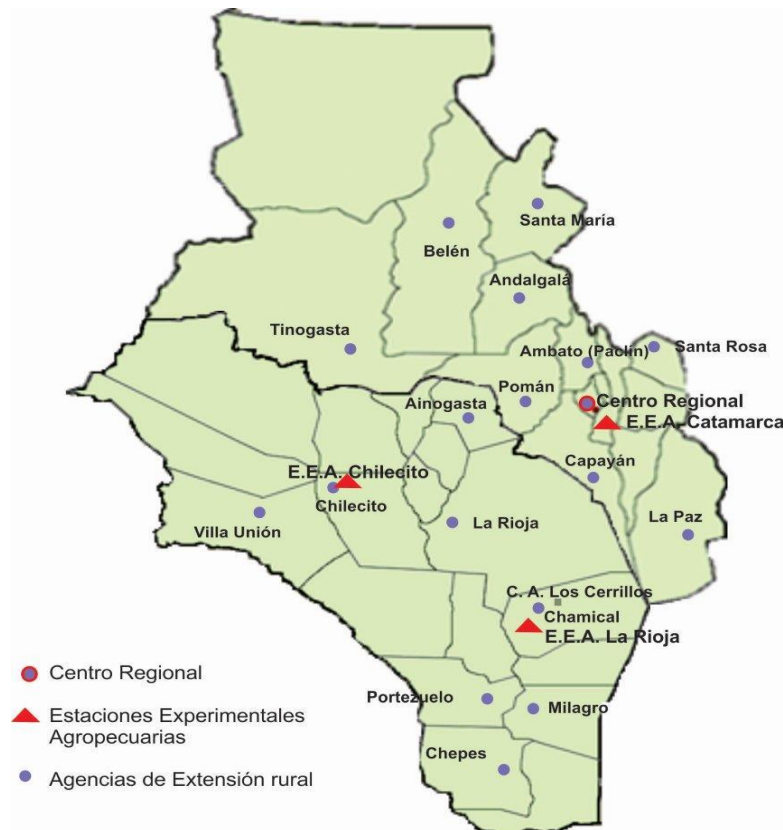 Santa María
Belén
Andalgalá
Tinogasta
Ambato (Paclín)
Santa Rosa
Pomán
Ainogasta
Centro Regional
E.E.A. Catamarca
E.E.A. Chilecito
Capayán
Chilecito
La Paz
La Rioja
Villa Unión
C. A. Los Cerrillos
Chamical
E.E.A. La Rioja
Centro Regional
Portezuelo
Milagro
Estaciones Experimentales
Agropecuarias
Chepes
Agencias de Extensión rural